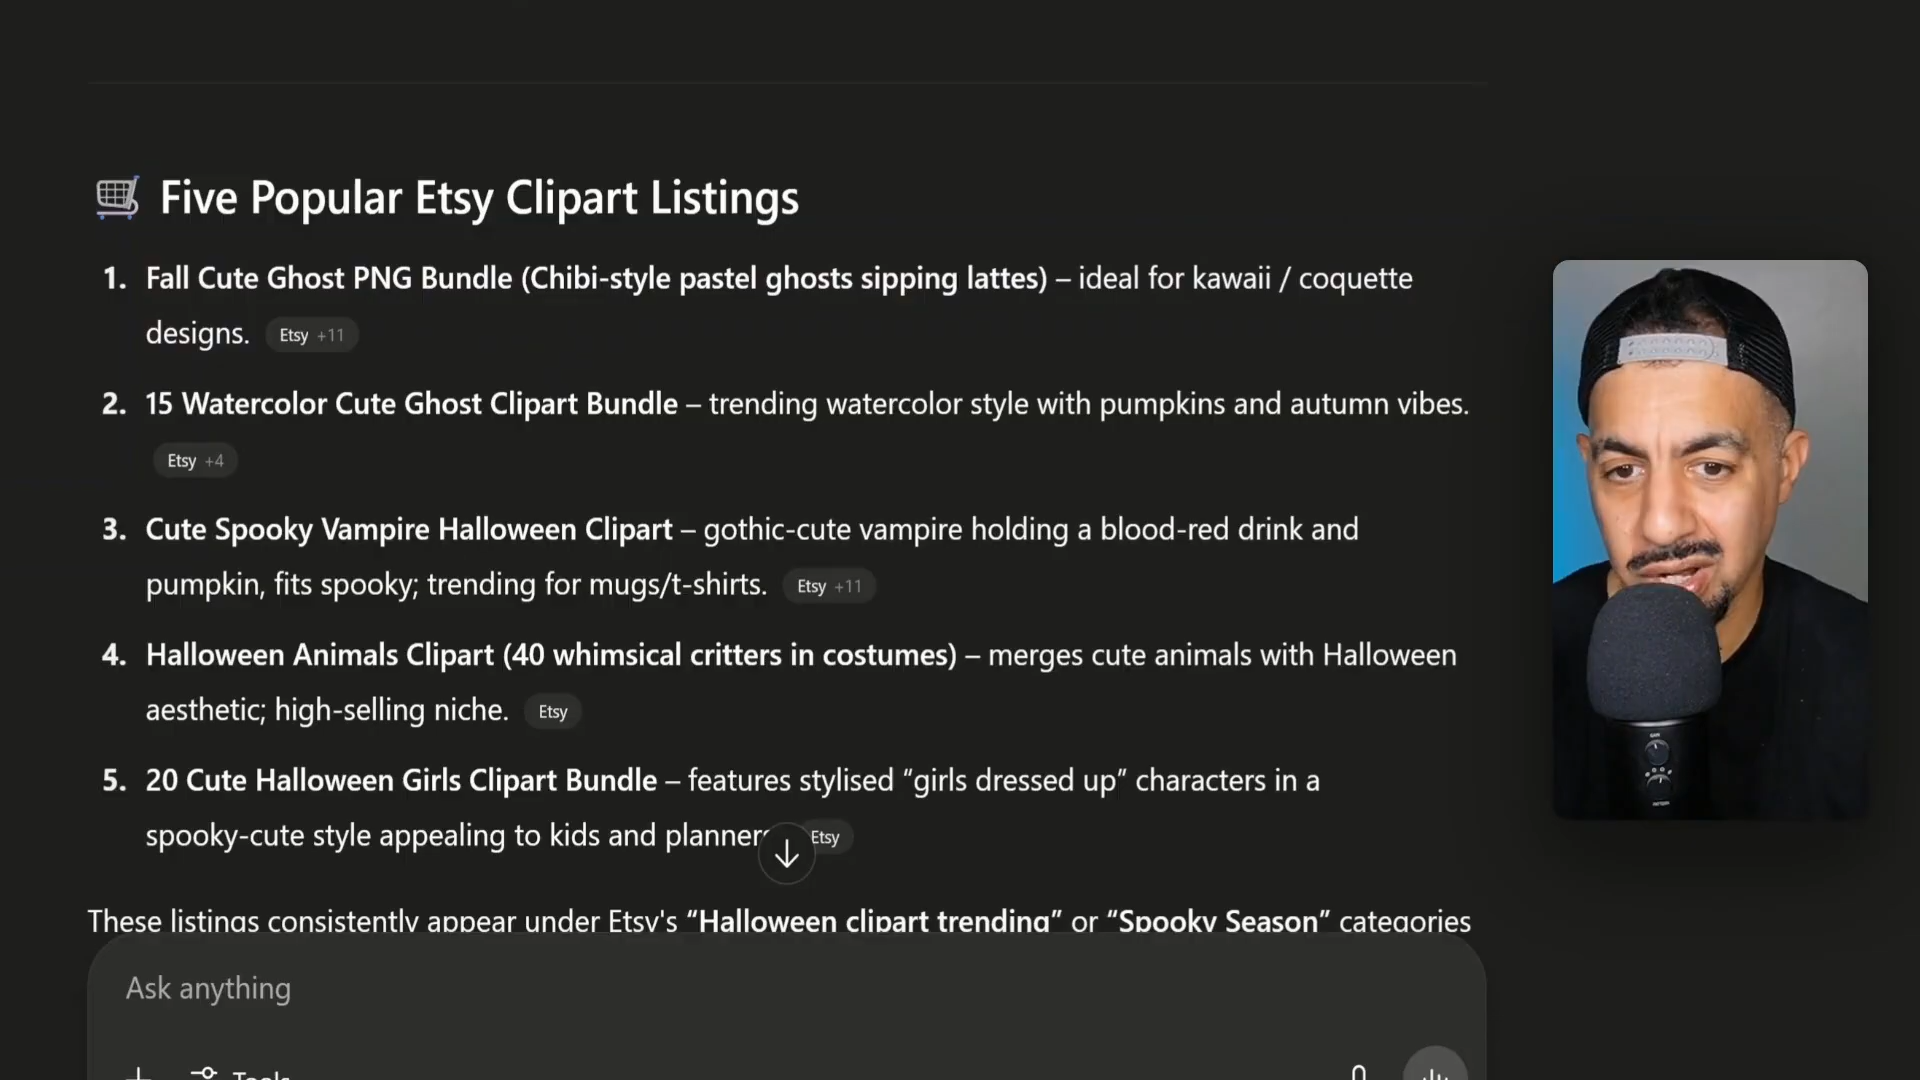 Five Popular Etsy Clipart Listings
1. Fall Cute Ghost PNG Bundle (Chibi-style pastel ghosts sipping lattes) – ideal for kawaii / coquette
designs. Etsy +11
2. 15 Watercolor Cute Ghost Clipart Bundle – trending watercolor style with pumpkins and autumn vibes.
Etsy +4
3. Cute Spooky Vampire Halloween Clipart – gothic-cute vampire holding a blood-red drink and
pumpkin, fits spooky; trending for mugs/t-shirts. Etsy +11
4. Halloween Animals Clipart (40 whimsical critters in costumes) – merges cute animals with Halloween
aesthetic; high-selling niche. Etsy
5. 20 Cute Halloween Girls Clipart Bundle – features stylised “girls dressed up” characters in a
spooky-cute style appealing to kids and planners Etsy
These listings consistently appear under Etsy's “Halloween clipart trending” or “Spooky Season” categories
Ask anything
Tools